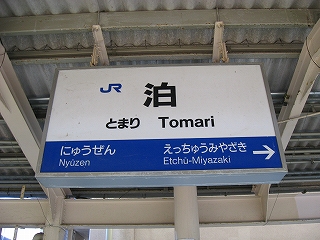 JR 泊
とまり Tomari
にゅうぜん えっちゅうみやざき
Nyūzen Etchū-Miyazaki